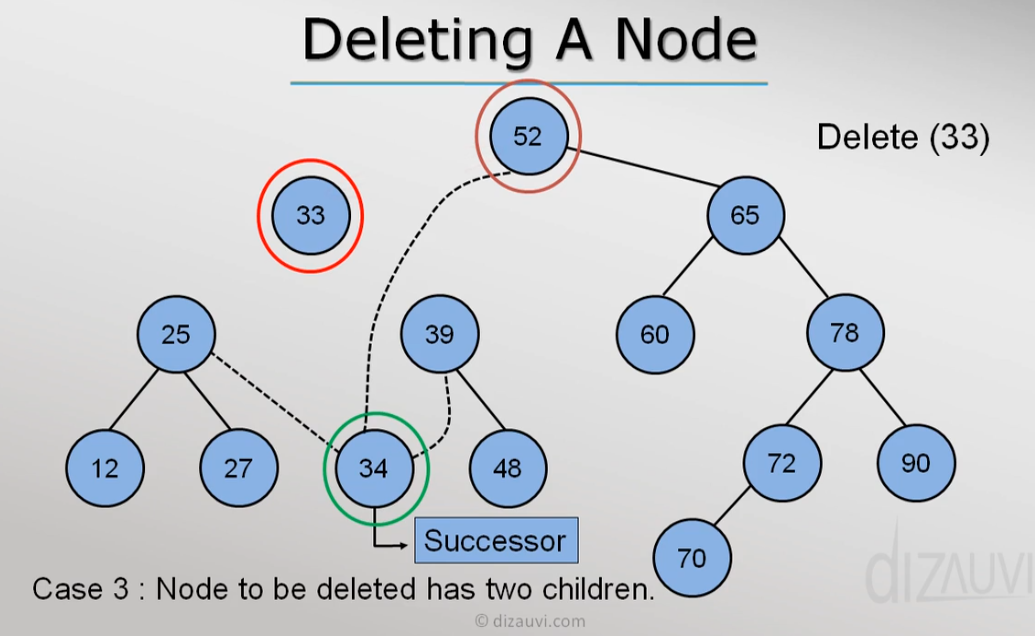 Deleting A Node
52
Delete (33)
33
65
25
39
60
78
12
27
34
48
72
90
Successor
70
Case 3 : Node to be deleted has two children.
dizauvi
© dizauvi.com